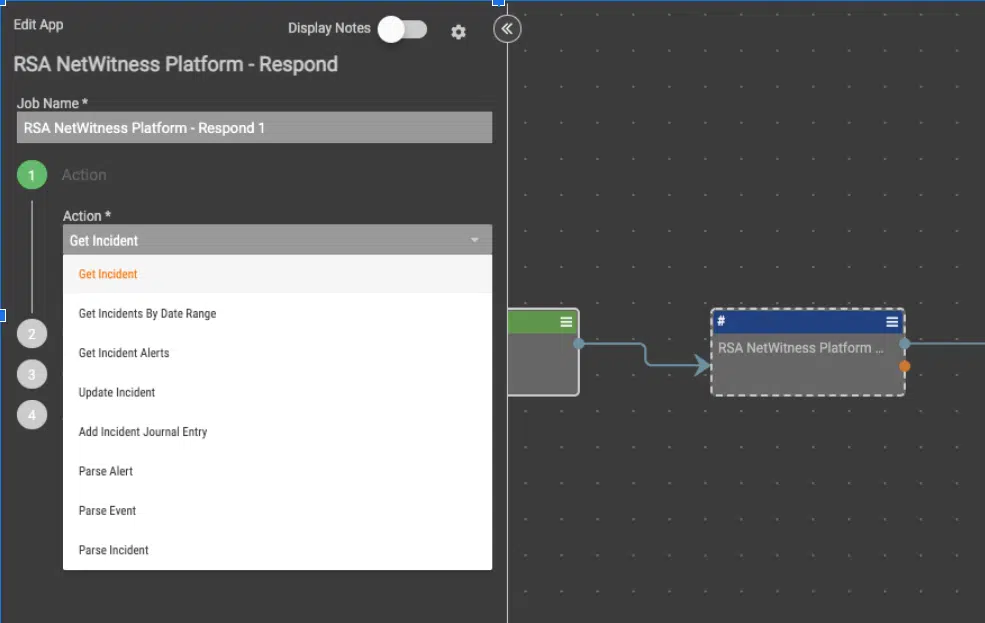 Edit App
Display Notes
RSA NetWitness Platform - Respond
Job Name *
RSA NetWitness Platform - Respond 1
1
Action
Action *
Get Incident
Get Incident
Get Incidents By Date Range
Get Incident Alerts
Update Incident
Add Incident Journal Entry
Parse Alert
Parse Event
Parse Incident
2
3
4
#
RSA NetWitness Platform ...